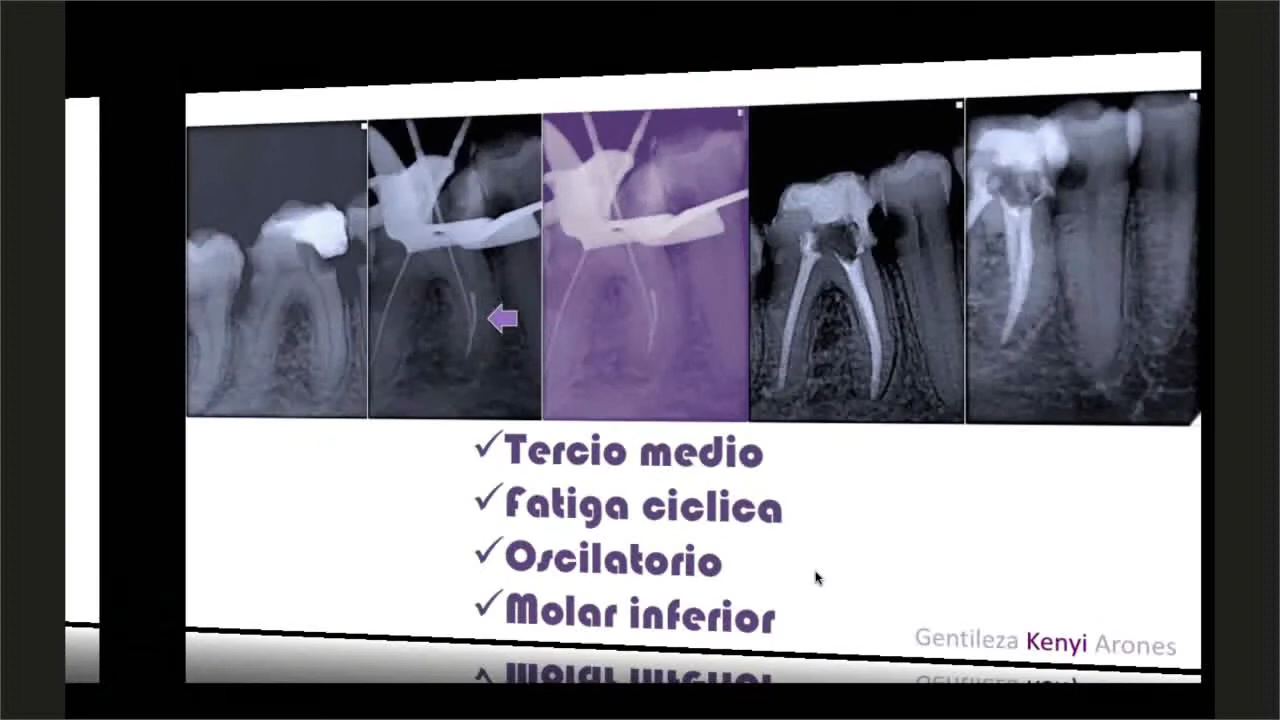 ✓Tercio medio
✓Fatiga ciclica
✓Oscilatorio
✓Molar inferior
Gentileza Kenyi Arones